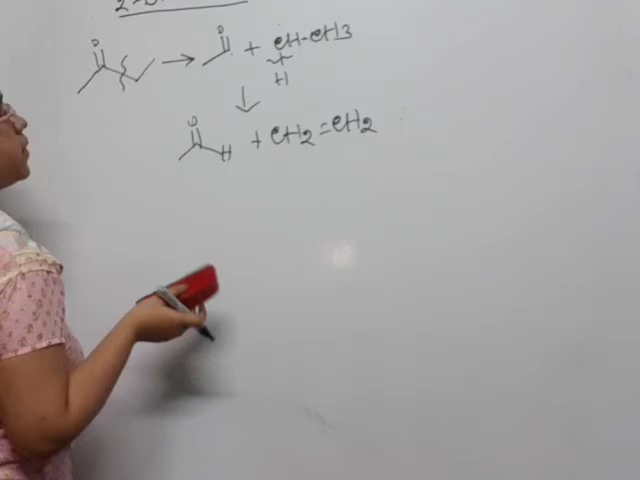 O O
→ + CH-CH3
H
↓
O
H + CH2=CH2